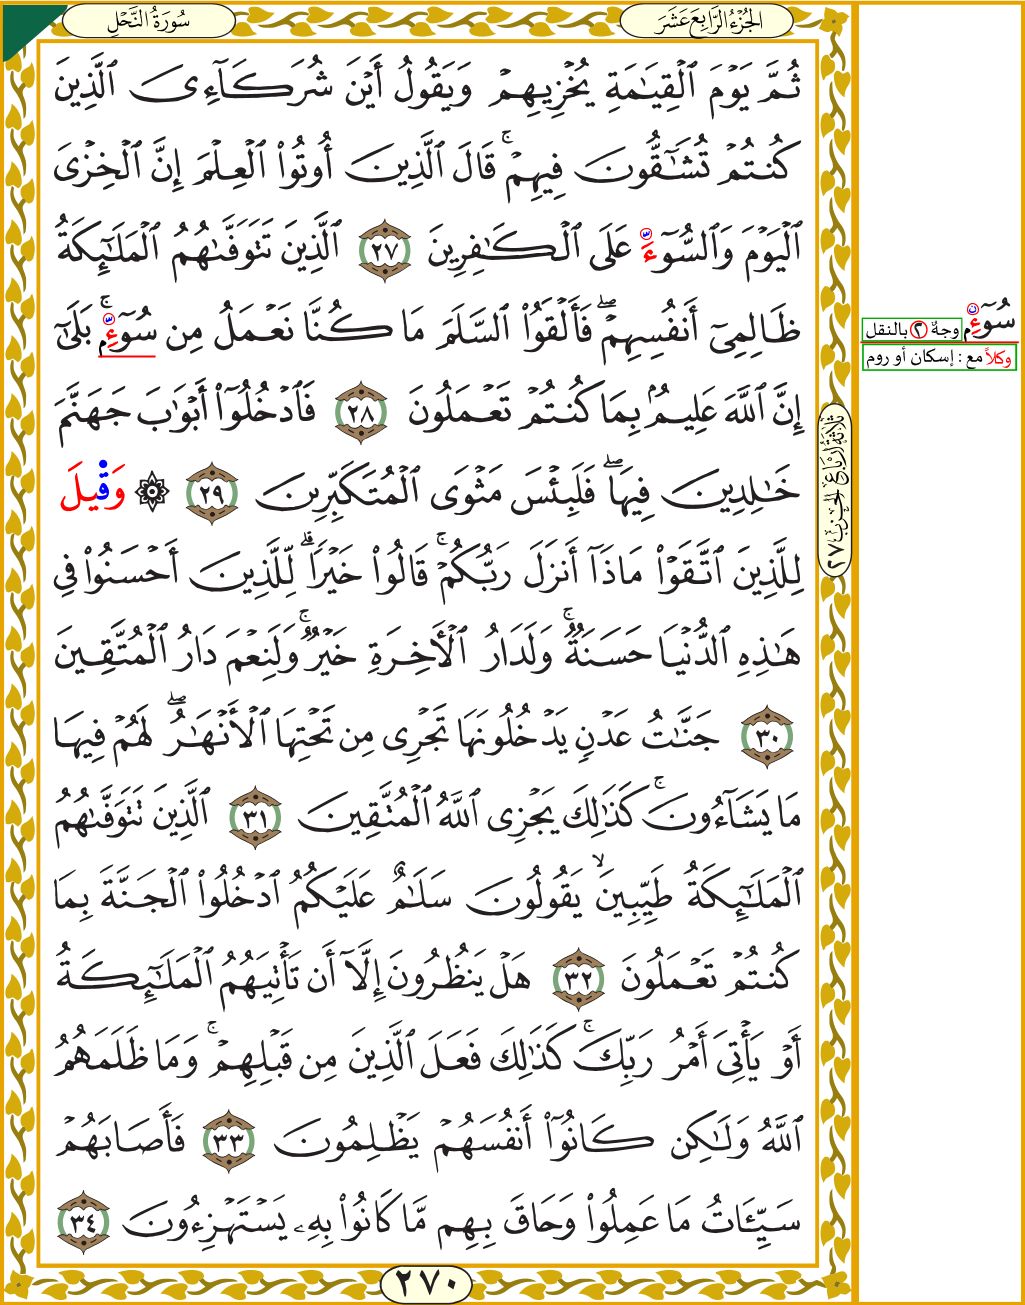 الجُزْءُ الرَّابِعَ عَشَرَ
سُورَةُ النَّحْلِ
ثُمَّ يَوْمَ ٱلْقِيَٰمَةِ يُخْزِيهِمْ وَيَقُولُ أَيْنَ شُرَكَآءِىَ ٱلَّذِينَ
كُنتُمْ تُشَٰٓقُّونَ فِيهِمْ ۚ قَالَ ٱلَّذِينَ أُوتُوا۟ ٱلْعِلْمَ إِنَّ ٱلْخِزْىَ
ٱلْيَوْمَ وَٱلسُّوٓءَ عَلَى ٱلْكَٰفِرِينَ ٢٧ ٱلَّذِينَ تَتَوَفَّىٰهُمُ ٱلْمَلَٰٓئِكَةُ
ظَالِمِىٓ أَنفُسِهِمْ ۖ فَأَلْقَوُا۟ ٱلسَّلَمَ مَا كُنَّا نَعْمَلُ مِن سُوٓءٍۭ ۚ بَلَىٰٓ
إِنَّ ٱللَّهَ عَلِيمٌۢ بِمَا كُنتُمْ تَعْمَلُونَ ٢٨ فَٱدْخُلُوٓا۟ أَبْوَٰبَ جَهَنَّمَ
خَٰلِدِينَ فِيهَا ۖ فَلَبِئْسَ مَثْوَى ٱلْمُتَكَبِّرِينَ ٢٩ ۞ وَقِيلَ
لِلَّذِينَ ٱتَّقَوْا۟ مَاذَآ أَنزَلَ رَبُّكُمْ ۚ قَالُوا۟ خَيْرًا ۗ لِّلَّذِينَ أَحْسَنُوا۟ فِى
هَٰذِهِ ٱلدُّنْيَا حَسَنَةٌ ۚ وَلَدَارُ ٱلْأَخِرَةِ خَيْرٌ ۚ وَلَنِعْمَ دَارُ ٱلْمُتَّقِينَ
٣٠ جَنَّٰتُ عَدْنٍ يَدْخُلُونَهَا تَجْرِى مِن تَحْتِهَا ٱلْأَنْهَٰرُ ۖ لَهُمْ فِيهَا
مَا يَشَآءُونَ ۚ كَذَٰلِكَ يَجْزِى ٱللَّهُ ٱلْمُتَّقِينَ ٣١ ٱلَّذِينَ تَتَوَفَّىٰهُمُ
ٱلْمَلَٰٓئِكَةُ طَيِّبِينَ ۙ يَقُولُونَ سَلَٰمٌ عَلَيْكُمُ ٱدْخُلُوا۟ ٱلْجَنَّةَ بِمَا
كُنتُمْ تَعْمَلُونَ ٣٢ هَلْ يَنظُرُونَ إِلَّآ أَن تَأْتِيَهُمُ ٱلْمَلَٰٓئِكَةُ
أَوْ يَأْتِىَ أَمْرُ رَبِّكَ ۚ كَذَٰلِكَ فَعَلَ ٱلَّذِينَ مِن قَبْلِهِمْ ۚ وَمَا ظَلَمَهُمُ
ٱللَّهُ وَلَٰكِن كَانُوٓا۟ أَنفُسَهُمْ يَظْلِمُونَ ٣٣ فَأَصَابَهُمْ
سَيِّـَٔاتُ مَا عَمِلُوا۟ وَحَاقَ بِهِم مَّا كَانُوا۟ بِهِۦ يَسْتَهْزِءُونَ ٣٤
٢٧٠
سُوٓءٍ
وجهٌ ٢ بالنقل
وكلاً مع : إسكان أو روم
ثلاثة أرباع الحزب ٢٧